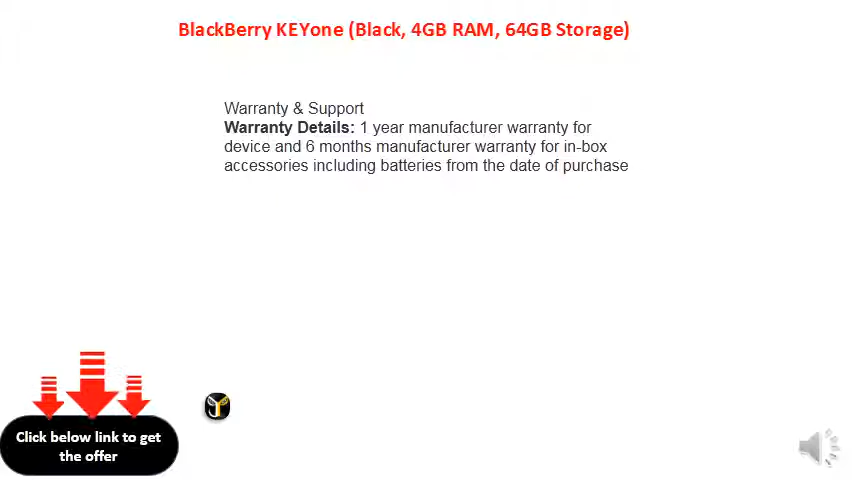 BlackBerry KEYone (Black, 4GB RAM, 64GB Storage)
Warranty & Support
Warranty Details: 1 year manufacturer warranty for
device and 6 months manufacturer warranty for in-box
accessories including batteries from the date of purchase
Click below link to get
the offer